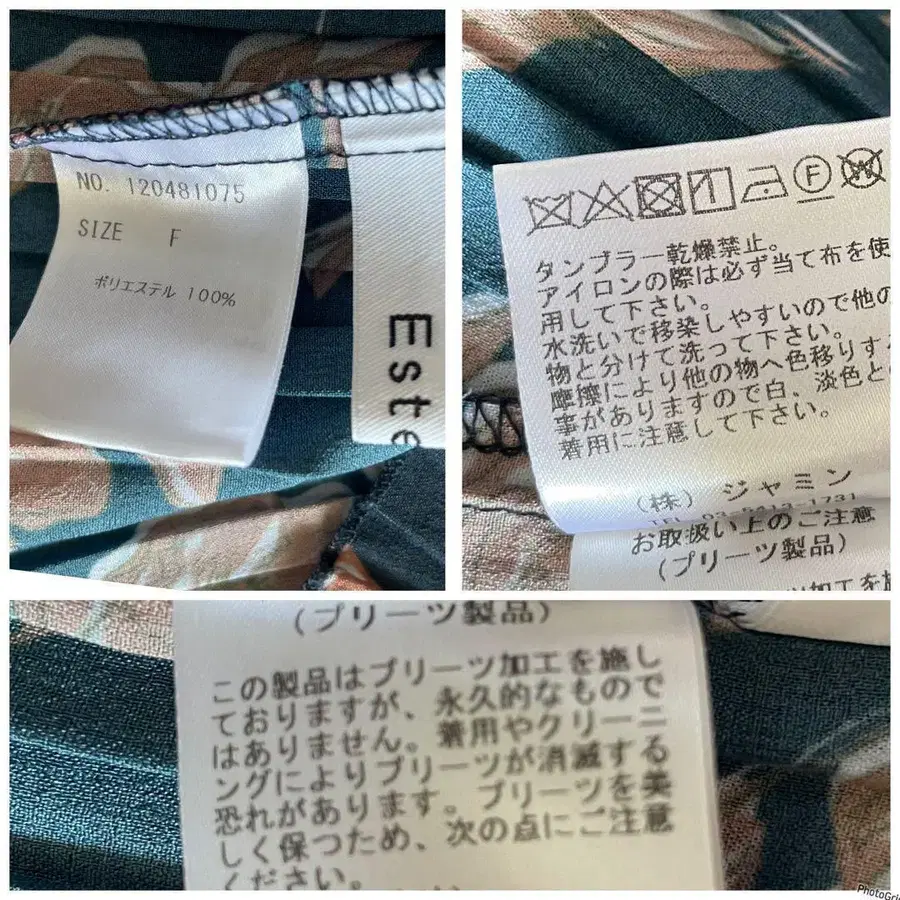 NO. 120481075
SIZE F
ポリエステル 100%
Este
タンブラー乾燥禁止。
アイロンの際は必ず当て布を使
用して下さい。
水洗いで移染しやすいので他の
物と分けて洗って下さい。
摩擦により他の物へ色移りする
事がありますので白、淡色と
着用に注意して下さい。
(株) ジャミン
TEL 03-5413-1731
お取扱い上のご注意
(プリーツ製品)
(プリーツ製品)
この製品はプリーツ加工を施し
ておりますが、永久的なもので
はありません。着用やクリーニ
ングによりプリーツが消滅する
恐れがあります。プリーツを美
しく保つため、次の点にご注意
ください。
PhotoGri